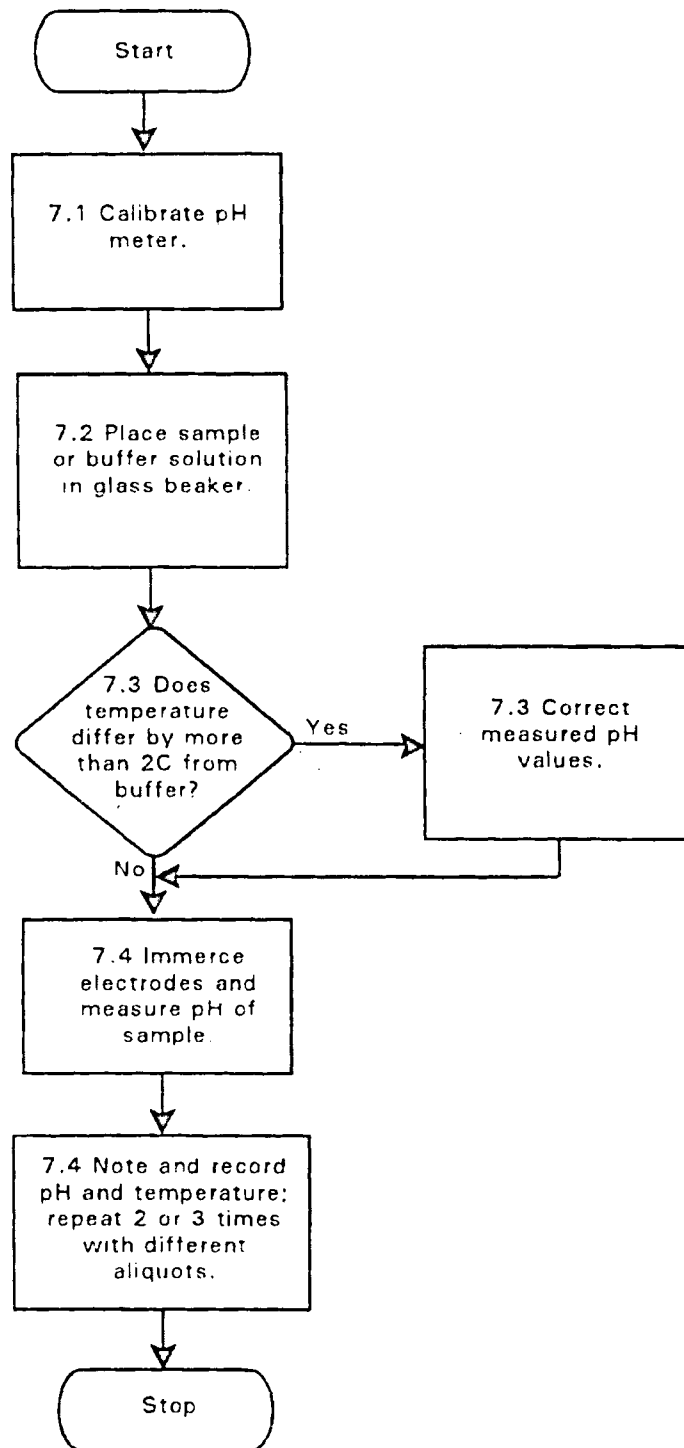 Start
7.1 Calibrate pH
meter.
7.2 Place sample
or buffer solution
in glass beaker.
7.3 Does
temperature
differ by more
than 2C from
buffer?
Yes
7.3 Correct
measured pH
values.
No
7.4 Immerce
electrodes and
measure pH of
sample.
7.4 Note and record
pH and temperature;
repeat 2 or 3 times
with different
aliquots.
Stop